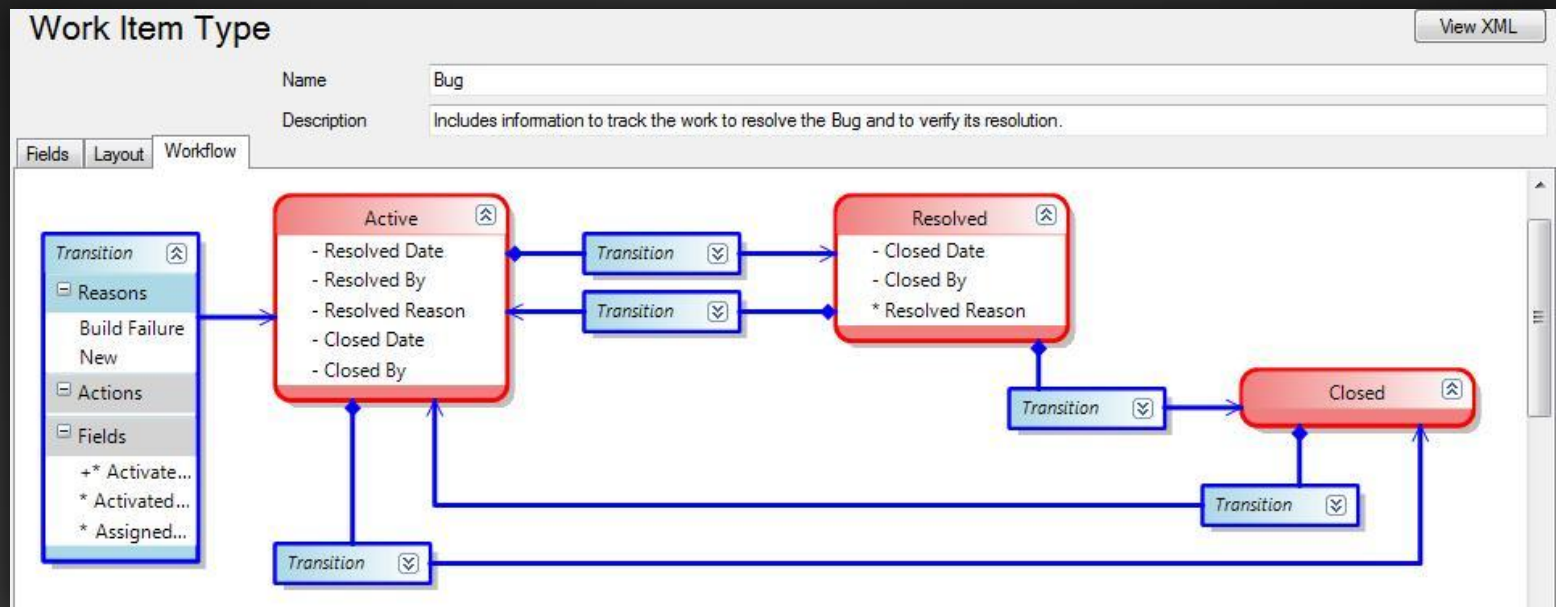 Work Item Type
View XML
Name
Bug
Description
Includes information to track the work to resolve the Bug and to verify its resolution.
Fields
Layout
Workflow
Transition
Reasons
Build Failure
New
Actions
Fields
+* Activate...
* Activated...
* Assigned...
Active
- Resolved Date
- Resolved By
- Resolved Reason
- Closed Date
- Closed By
Transition
Transition
Resolved
- Closed Date
- Closed By
* Resolved Reason
Transition
Closed
Transition
Transition